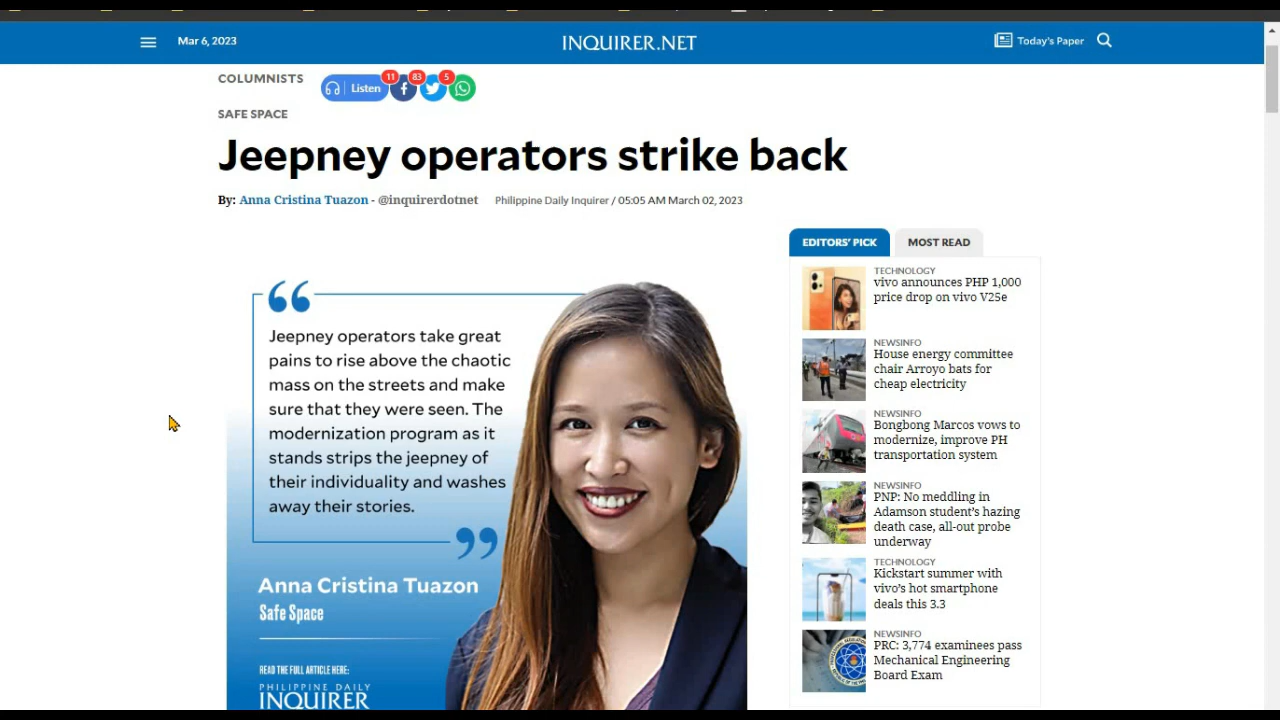 Mar 6, 2023
INQUIRER.NET
Today's Paper
COLUMNISTS
Listen
11
83
5
SAFE SPACE
Jeepney operators strike back
By: Anna Cristina Tuazon - @inquirerdotnet
Philippine Daily Inquirer / 05:05 AM March 02, 2023
“
Jeepney operators take great
pains to rise above the chaotic
mass on the streets and make
sure that they were seen. The
modernization program as it
stands strips the jeepney of
their individuality and washes
away their stories.
”
Anna Cristina Tuazon
Safe Space
READ THE FULL ARTICLE HERE:
PHILIPPINE DAILY
INQUIRER
EDITORS' PICK
MOST READ
TECHNOLOGY
vivo announces PHP 1,000
price drop on vivo V25e
NEWSINFO
House energy committee
chair Arroyo bats for
cheap electricity
NEWSINFO
Bongbong Marcos vows to
modernize, improve PH
transportation system
NEWSINFO
PNP: No meddling in
Adamson student's hazing
death case, all-out probe
underway
TECHNOLOGY
Kickstart summer with
vivo's hot smartphone
deals this 3.3
NEWSINFO
PRC: 3,774 examinees pass
Mechanical Engineering
Board Exam